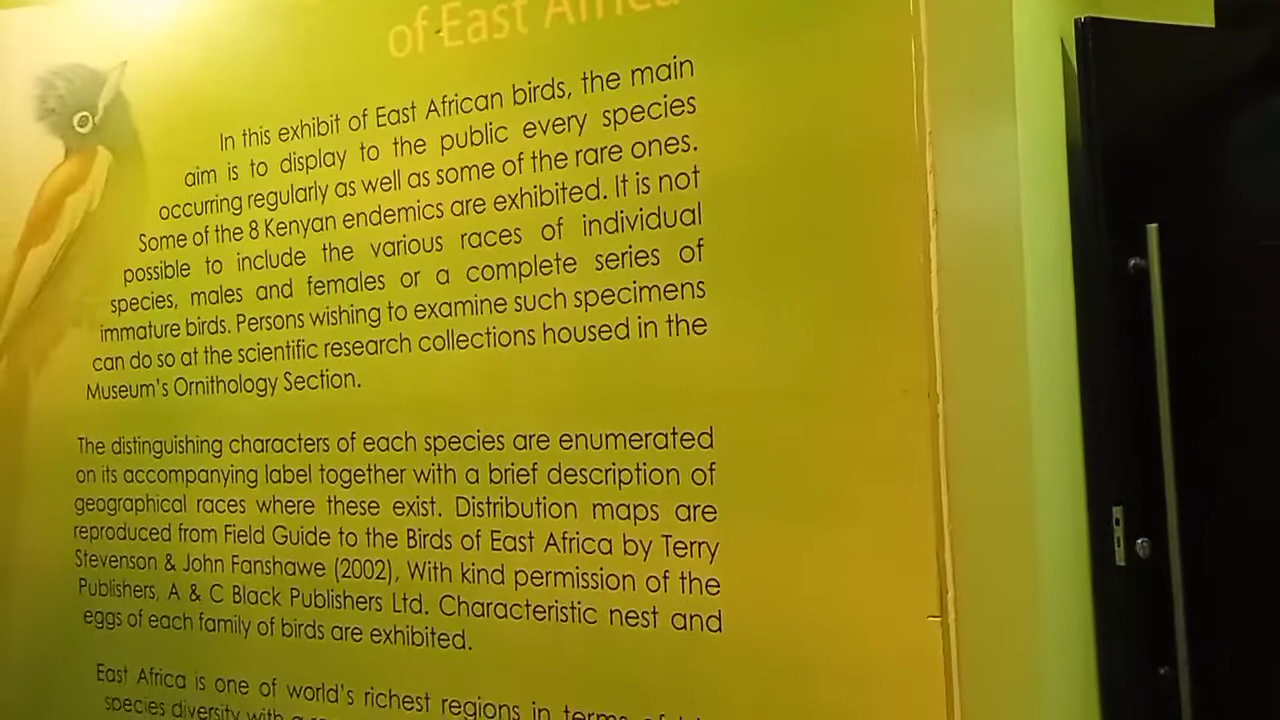 of East Africa
In this exhibit of East African birds, the main
aim is to display to the public every species
occurring regularly as well as some of the rare ones.
Some of the 8 Kenyan endemics are exhibited. It is not
possible to include the various races of individual
species, males and females or a complete series of
immature birds. Persons wishing to examine such specimens
can do so at the scientific research collections housed in the
Museum's Ornithology Section.
The distinguishing characters of each species are enumerated
on its accompanying label together with a brief description of
geographical races where these exist. Distribution maps are
reproduced from Field Guide to the Birds of East Africa by Terry
Stevenson & John Fanshawe (2002), With kind permission of the
Publishers, A & C Black Publishers Ltd. Characteristic nest and
eggs of each family of birds are exhibited.
East Africa is one of world's richest regions in terms of
species diversity with a